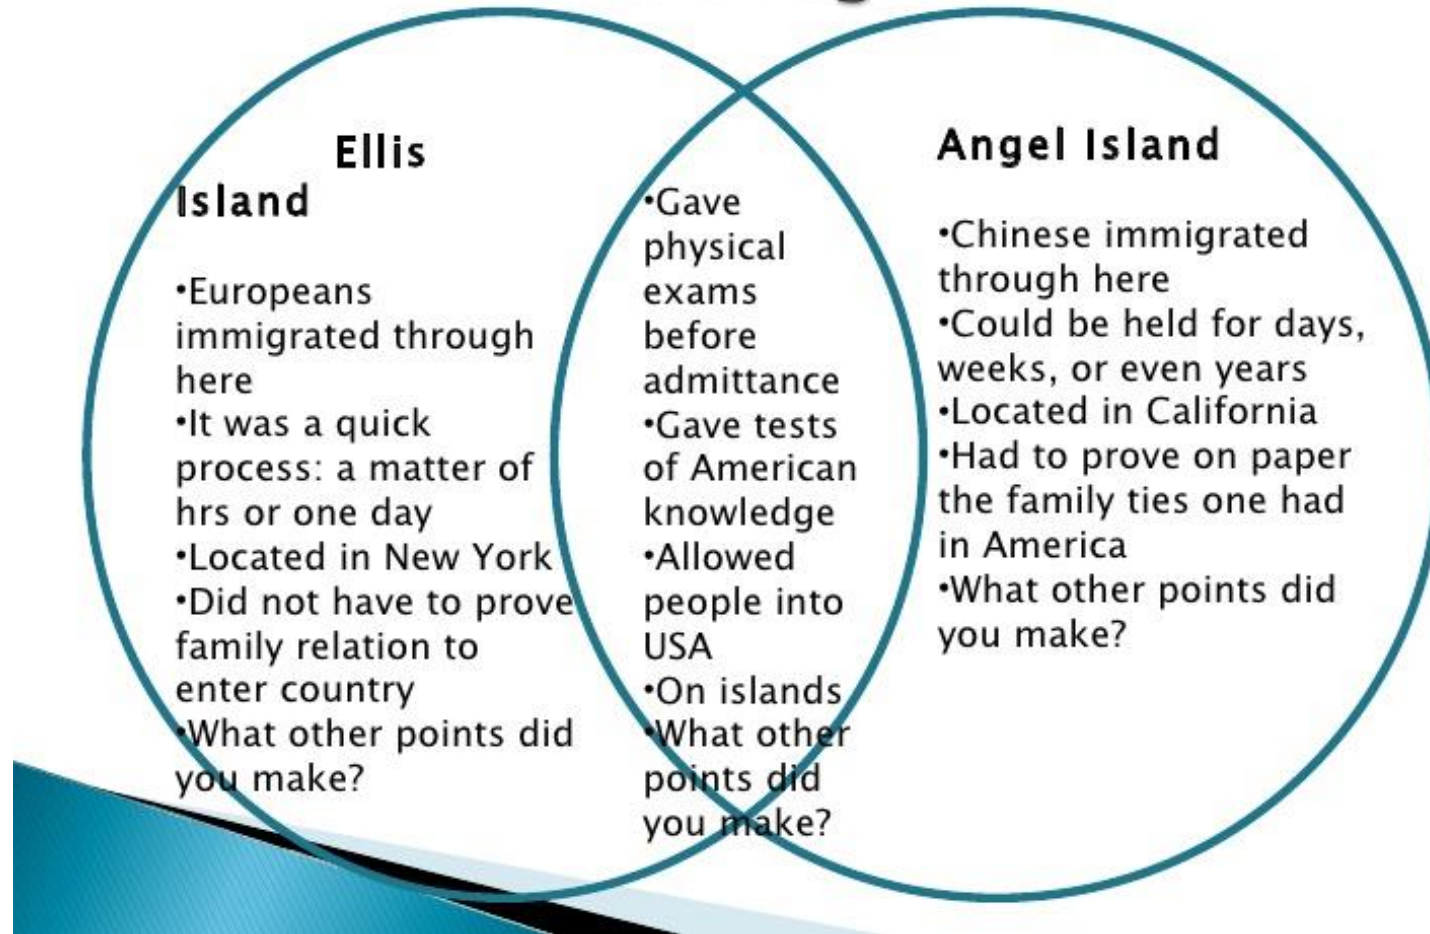 Ellis
Island
•Europeans
immigrated through
here
•It was a quick
process: a matter of
hrs or one day
•Located in New York
•Did not have to prove
family relation to
enter country
•What other points did
you make?
•Gave
physical
exams
before
admittance
•Gave tests
of American
knowledge
•Allowed
people into
USA
•On islands
•What other
points did
you make?
Angel Island
•Chinese immigrated
through here
•Could be held for days,
weeks, or even years
•Located in California
•Had to prove on paper
the family ties one had
in America
•What other points did
you make?